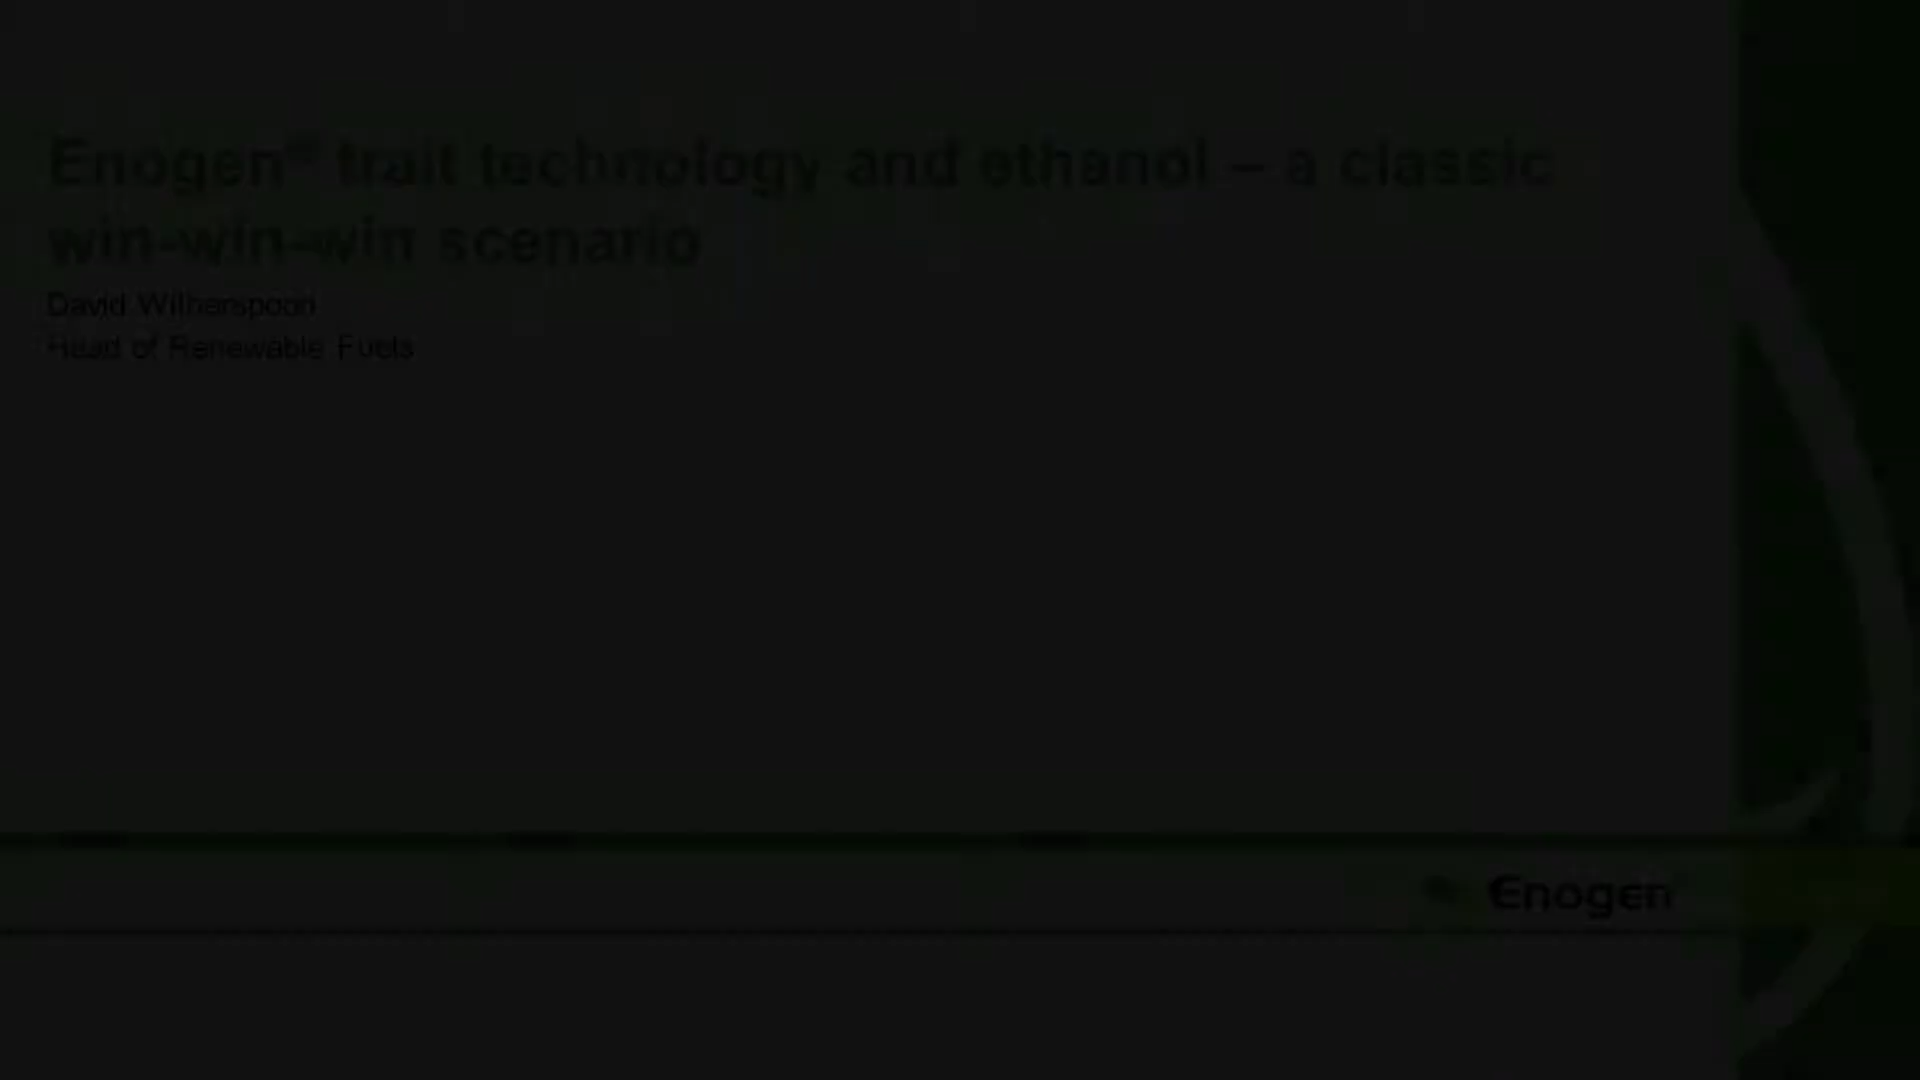 Enogen® trait technology and ethanol – a classic
win-win-win scenario
David Witherspoon
Head of Renewable Fuels
Enogen